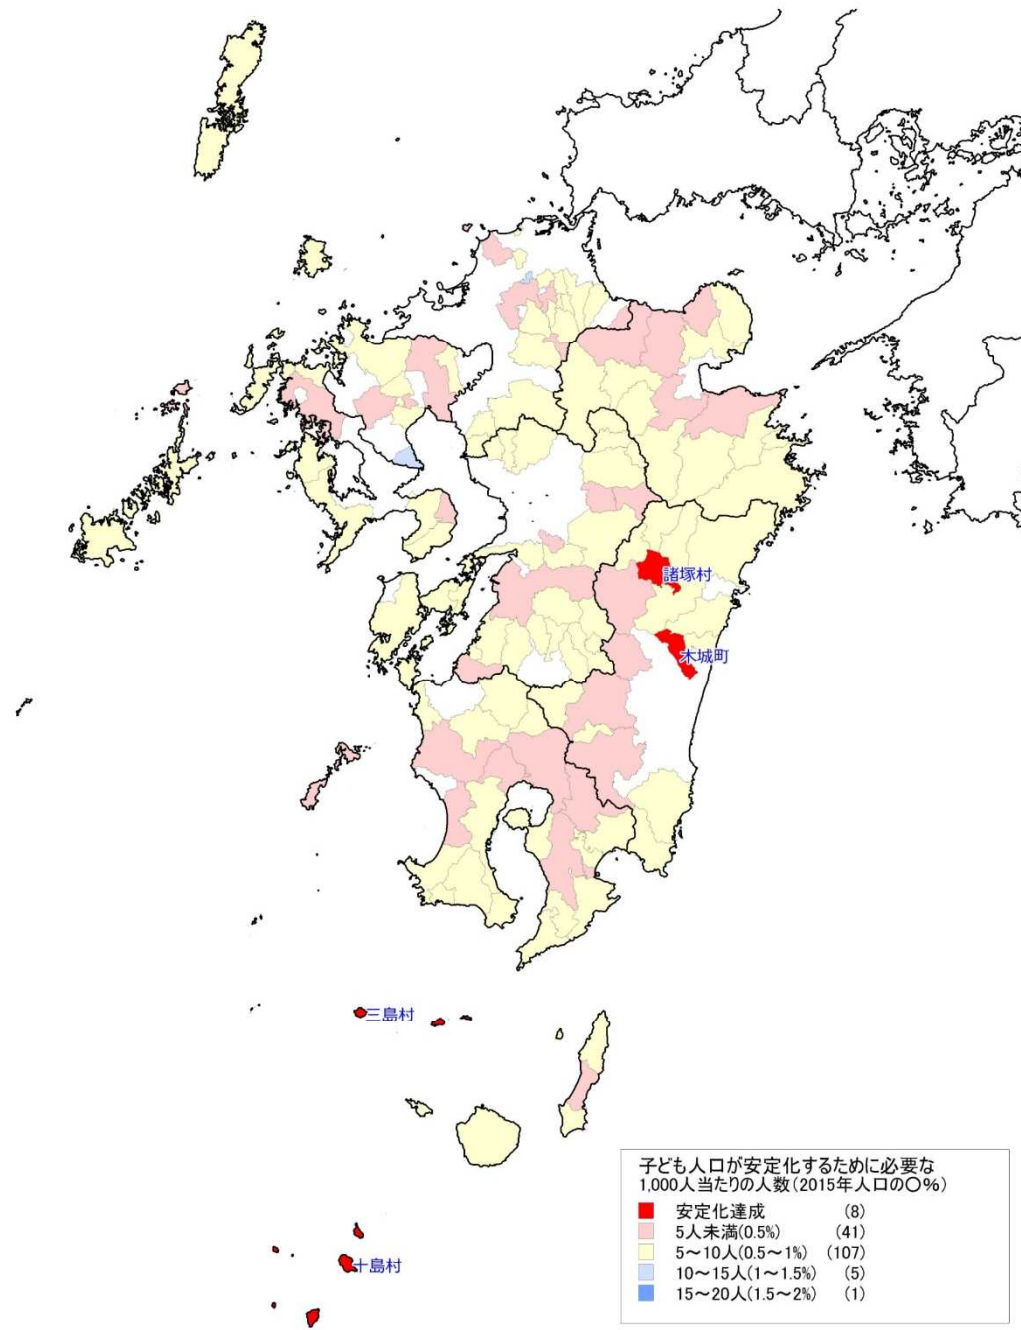 諸塚村
木城町
三島村
十島村
子ども人口が安定化するために必要な
1,000人当たりの人数(2015年人口の〇%)
安定化達成 (8)
5人未満(0.5%) (41)
5~10人(0.5~1%) (107)
10~15人(1~1.5%) (5)
15~20人(1.5~2%) (1)